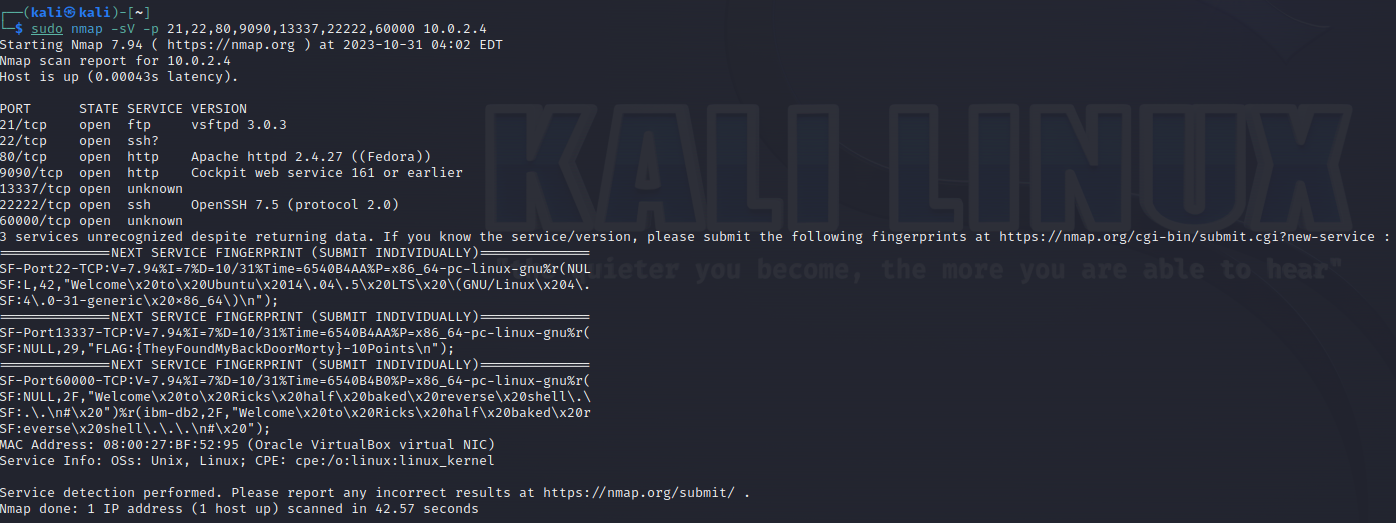 ┌──(kali㉿kali)-[~]
└─$ sudo nmap -sV -p 21,22,80,9090,13337,22222,60000 10.0.2.4
Starting Nmap 7.94 ( https://nmap.org ) at 2023-10-31 04:02 EDT
Nmap scan report for 10.0.2.4
Host is up (0.00043s latency).

PORT      STATE SERVICE VERSION
21/tcp    open  ftp     vsftpd 3.0.3
22/tcp    open  ssh?
80/tcp    open  http    Apache httpd 2.4.27 ((Fedora))
9090/tcp  open  http    Cockpit web service 161 or earlier
13337/tcp open  unknown
22222/tcp open  ssh     OpenSSH 7.5 (protocol 2.0)
60000/tcp open  unknown
3 services unrecognized despite returning data. If you know the service/version, please submit the following fingerprints at https://nmap.org/cgi-bin/submit.cgi?new-service :
==============NEXT SERVICE FINGERPRINT (SUBMIT INDIVIDUALLY)==============
SF-Port22-TCP:V=7.94%I=7%D=10/31%Time=6540B4AA%P=x86_64-pc-linux-gnu%r(NUL
SF:L,42,"Welcome\x20to\x20Ubuntu\x2014\.04\.5\x20LTS\x20\(GNU/Linux\x204\.
SF:4\.0-31-generic\x20×86_64\)\n");
==============NEXT SERVICE FINGERPRINT (SUBMIT INDIVIDUALLY)==============
SF-Port13337-TCP:V=7.94%I=7%D=10/31%Time=6540B4AA%P=x86_64-pc-linux-gnu%r(
SF:NULL,29,"FLAG:{TheyFoundMyBackDoorMorty}-10Points\n");
==============NEXT SERVICE FINGERPRINT (SUBMIT INDIVIDUALLY)==============
SF-Port60000-TCP:V=7.94%I=7%D=10/31%Time=6540B4B0%P=x86_64-pc-linux-gnu%r(
SF:NULL,2F,"Welcome\x20to\x20Ricks\x20half\x20baked\x20reverse\x20shell\.\
SF:.\.\n#\x20")%r(ibm-db2,2F,"Welcome\x20to\x20Ricks\x20half\x20baked\x20r
SF:everse\x20shell\.\.\.\n#\x20");
MAC Address: 08:00:27:BF:52:95 (Oracle VirtualBox virtual NIC)
Service Info: OSs: Unix, Linux; CPE: cpe:/o:linux:linux_kernel

Service detection performed. Please report any incorrect results at https://nmap.org/submit/ .
Nmap done: 1 IP address (1 host up) scanned in 42.57 seconds
KALI LINUX
quieter you become, the more you are able to hear"